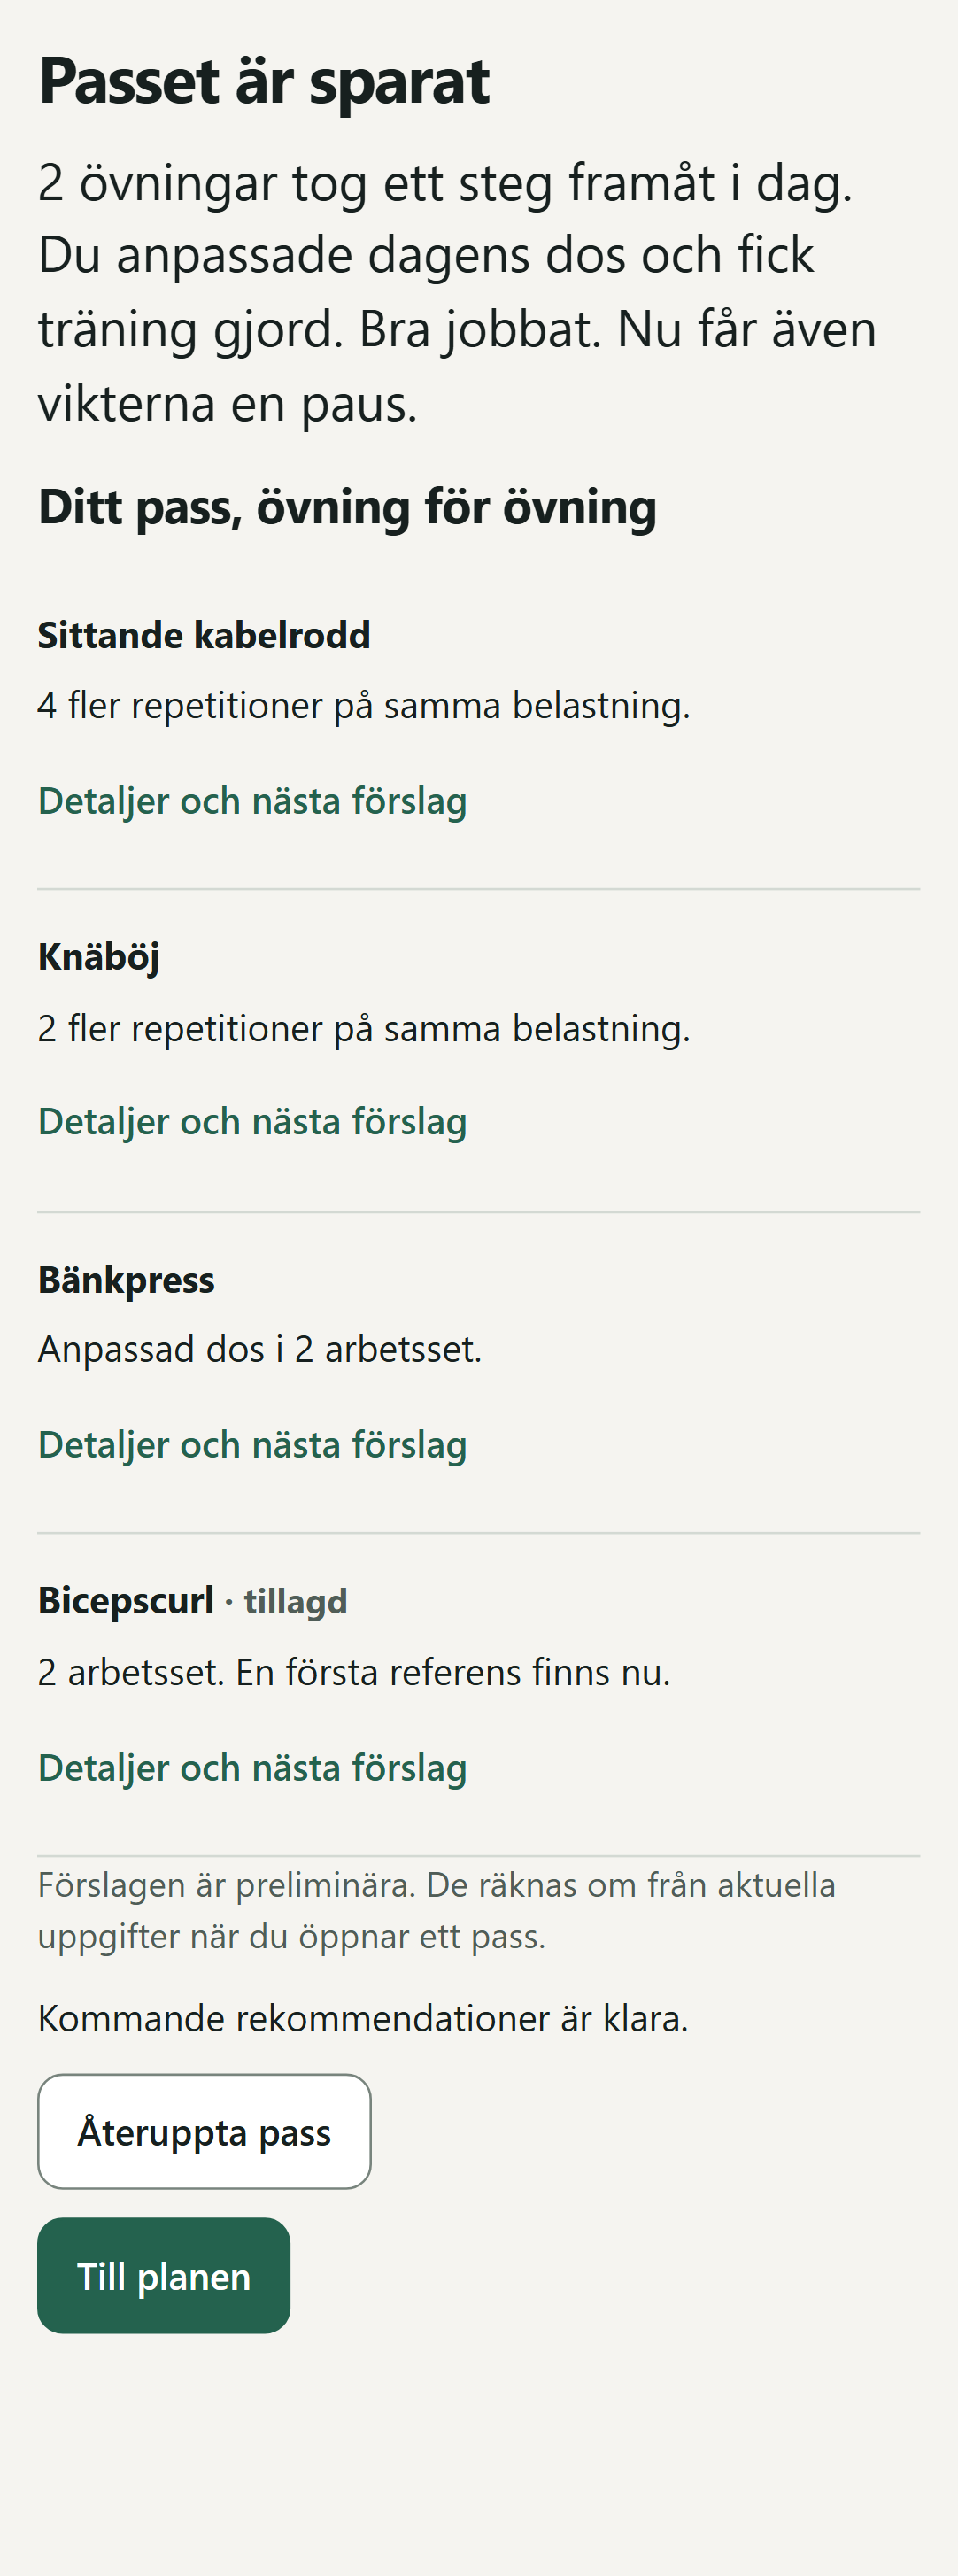 Passet är sparat
2 övningar tog ett steg framåt i dag.
Du anpassade dagens dos och fick
träning gjord. Bra jobbat. Nu får även
vikterna en paus.
Ditt pass, övning för övning
Sittande kabelrodd
4 fler repetitioner på samma belastning.
Detaljer och nästa förslag
Knäböj
2 fler repetitioner på samma belastning.
Detaljer och nästa förslag
Bänkpress
Anpassad dos i 2 arbetsset.
Detaljer och nästa förslag
Bicepscurl · tillagd
2 arbetsset. En första referens finns nu.
Detaljer och nästa förslag
Förslagen är preliminära. De räknas om från aktuella
uppgifter när du öppnar ett pass.
Kommande rekommendationer är klara.
Återuppta pass
Till planen